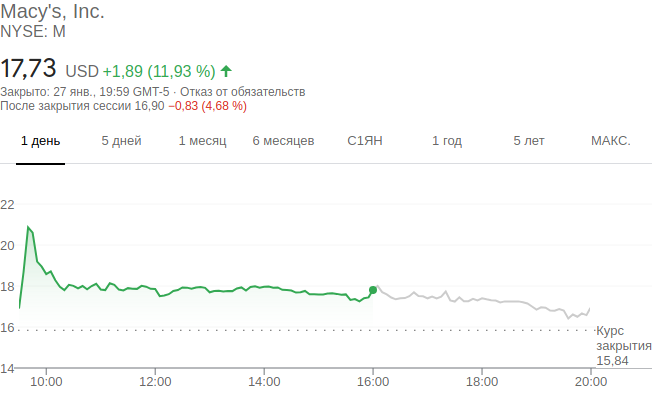 Macy's, Inc.
NYSE: M
17,73 USD +1,89 (11,93 %)
Закрыто: 27 янв., 19:59 GMT-5 · Отказ от обязательств
После закрытия сессии 16,90 −0,83 (4,68 %)
1 день 5 дней 1 месяц 6 месяцев С1ЯН 1 год 5 лет МАКС.
22
20
18
16
Курс
закрытия
15,84
14
10:00 12:00 14:00 16:00 18:00 20:00